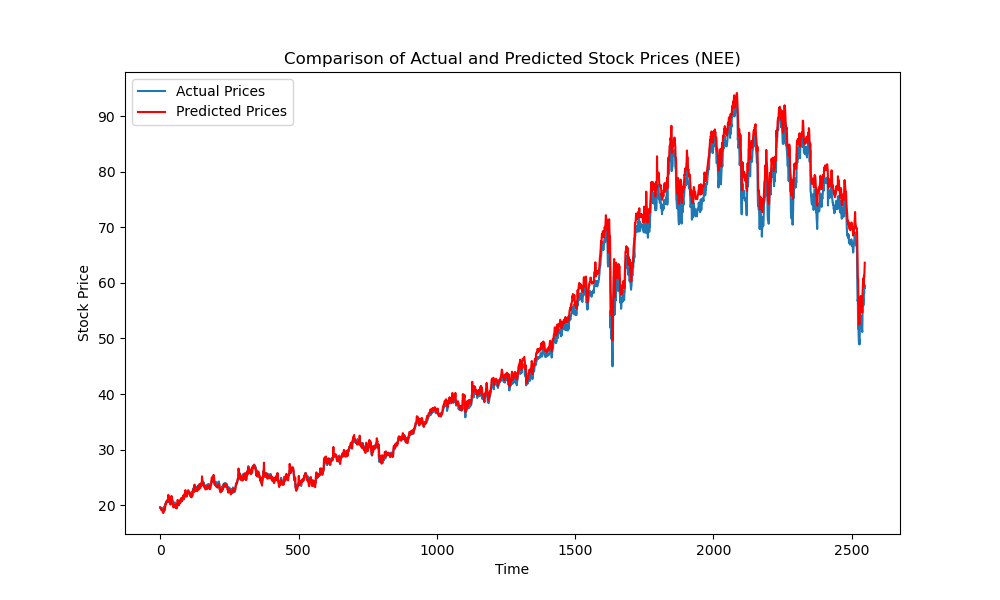 Comparison of Actual and Predicted Stock Prices (NEE)
Actual Prices
Predicted Prices
90
80
70
60
50
40
30
20
Stock Price
0 500 1000 1500 2000 2500
Time